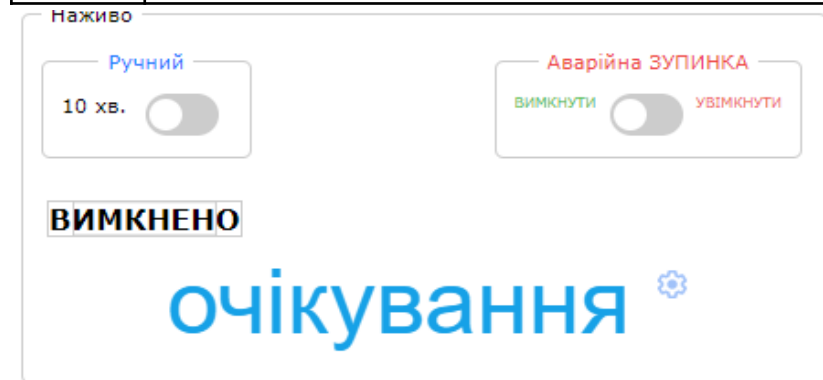 Наживо
Ручний
Аварійна ЗУПИНКА
10 хв.
ВИМКНУТИ
УВІМКНУТИ
ВИМКНЕНО
очікування